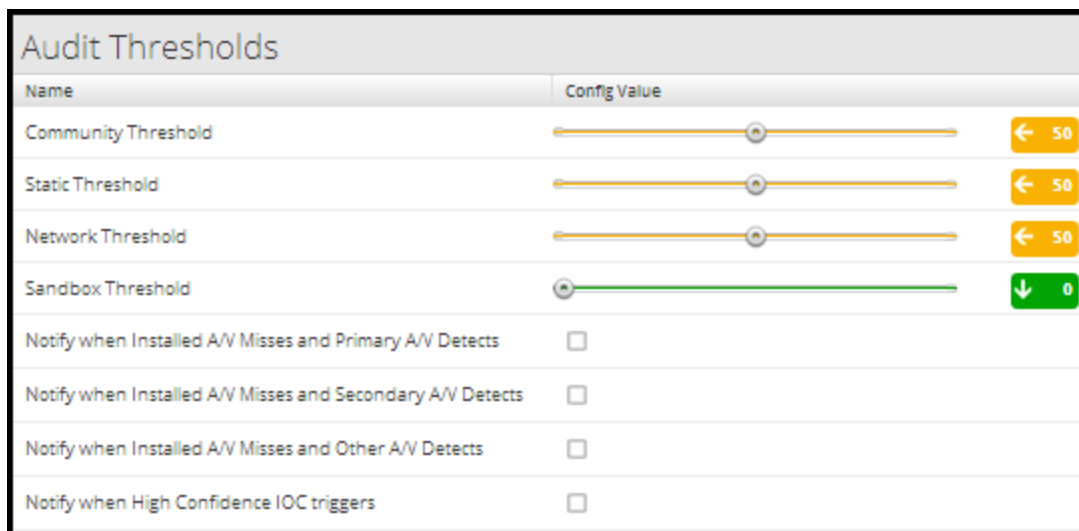 Audit Thresholds
Name Config Value
Community Threshold 50
Static Threshold 50
Network Threshold 50
Sandbox Threshold 0
Notify when Installed A/V Misses and Primary A/V Detects
Notify when Installed A/V Misses and Secondary A/V Detects
Notify when Installed A/V Misses and Other A/V Detects
Notify when High Confidence IOC triggers